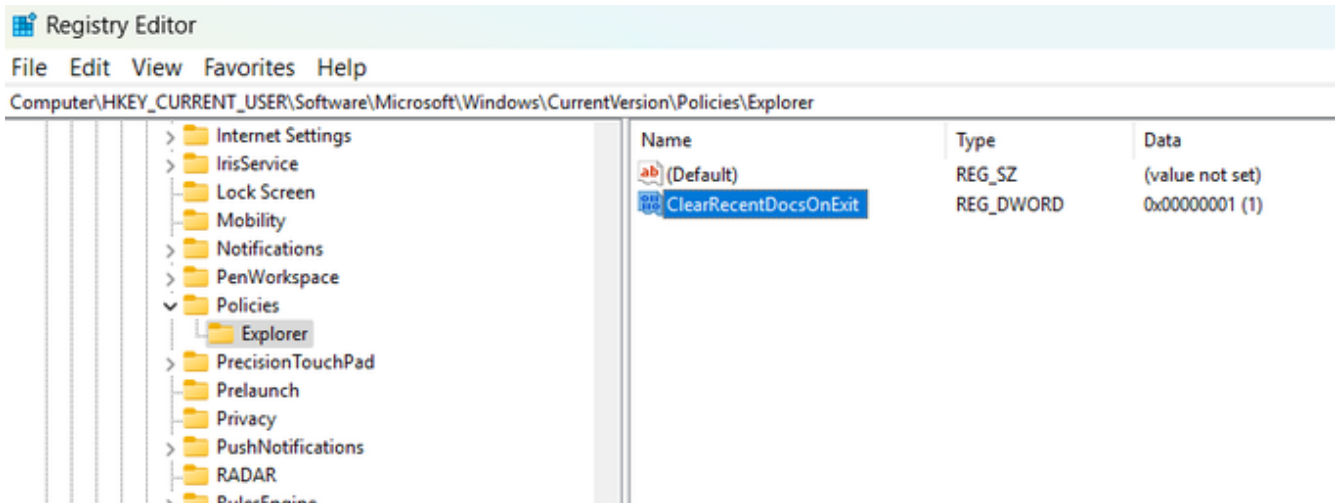 Registry Editor
File Edit View Favorites Help
Computer\HKEY_CURRENT_USER\Software\Microsoft\Windows\CurrentVersion\Policies\Explorer
Internet Settings
IrisService
Lock Screen
Mobility
Notifications
PenWorkspace
Policies
Explorer
PrecisionTouchPad
Prelaunch
Privacy
PushNotifications
RADAR
RulesEngine
Name Type Data
ab (Default) REG_SZ (value not set)
ClearRecentDocsOnExit REG_DWORD 0x00000001 (1)